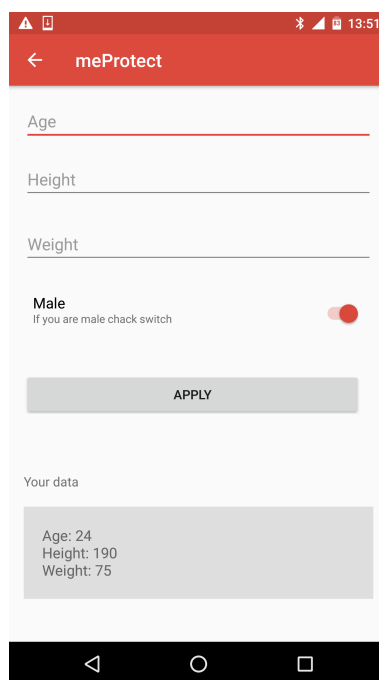 13:51
meProtect
Age
Height
Weight
Male
If you are male chack switch
APPLY
Your data
Age: 24
Height: 190
Weight: 75